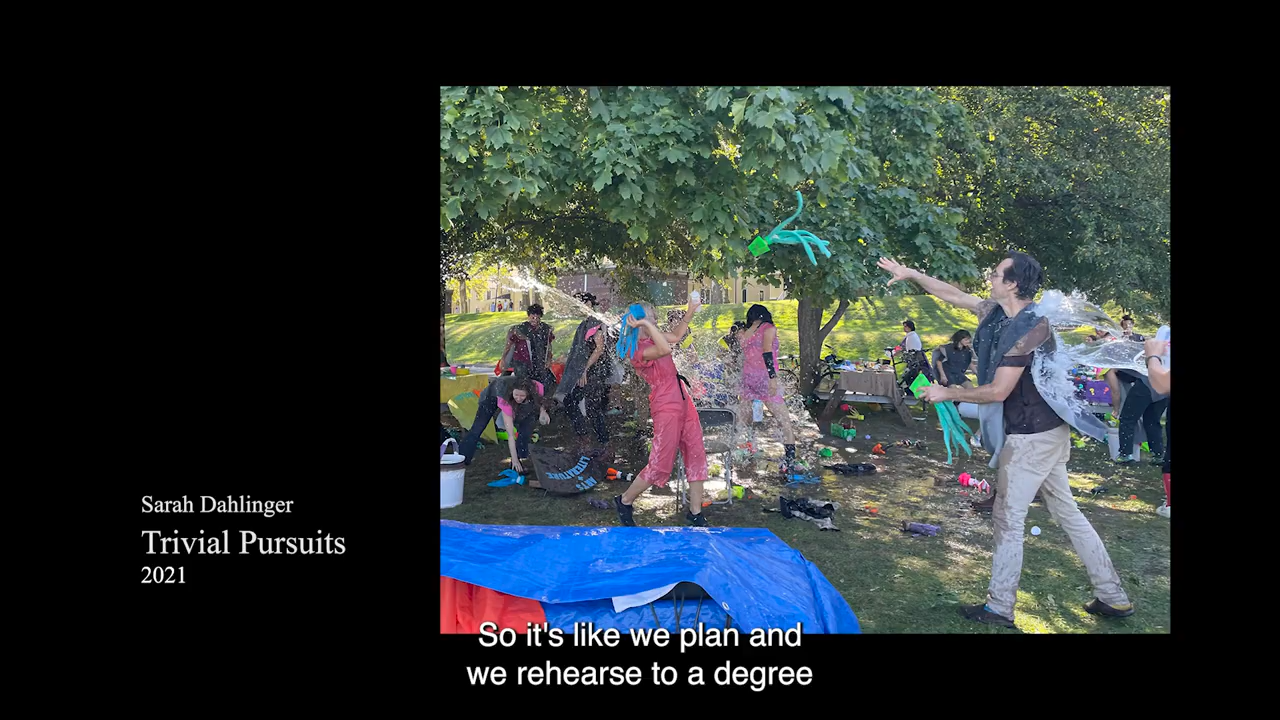 Sarah Dahlinger
Trivial Pursuits
2021
So it's like we plan and
we rehearse to a degree